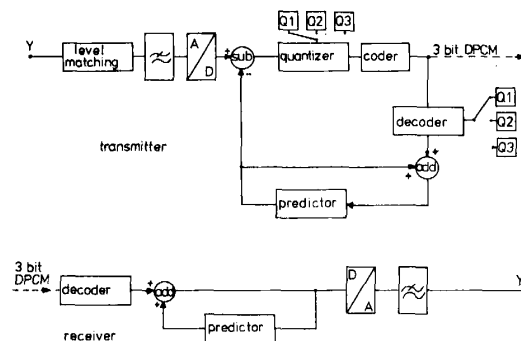 Q1 Q2 Q3
Y
level
matching
A
D
+
sub
-
quantizer
coder
3 bit DPCM
Q1
Q2
Q3
decoder
transmitter
+
+
add
predictor
3 bit
DPCM
decoder
+
+
add
D
A
Y
predictor
receiver